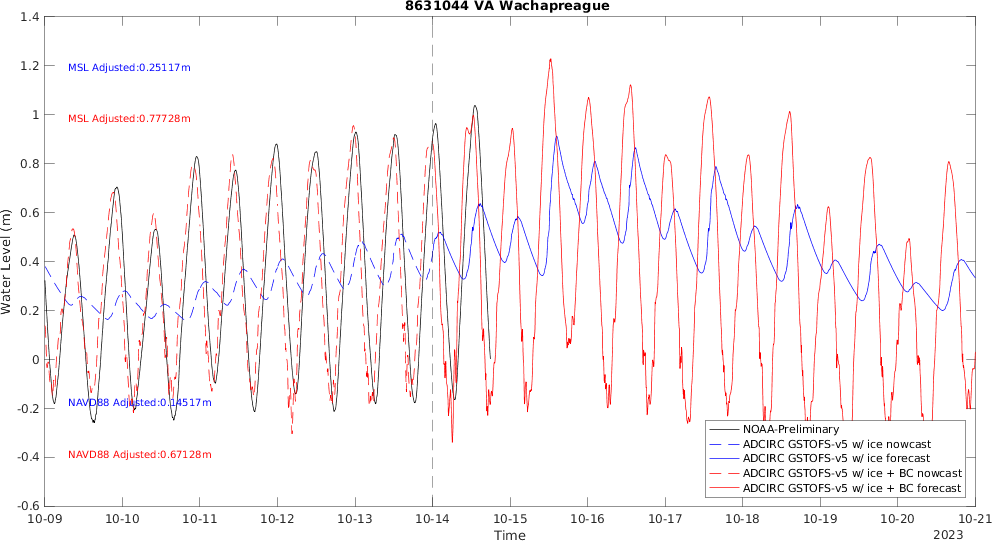 8631044 VA Wachapreague
1.4
1.2
1
0.8
0.6
0.4
0.2
0
-0.2
-0.4
-0.6
Water Level (m)
MSL Adjusted:0.25117m
MSL Adjusted:0.77728m
NAVD88 Adjusted:0.14517m
NAVD88 Adjusted:0.67128m
NOAA-Preliminary
ADCIRC GSTOFS-v5 w/ ice nowcast
ADCIRC GSTOFS-v5 w/ ice forecast
ADCIRC GSTOFS-v5 w/ ice + BC nowcast
ADCIRC GSTOFS-v5 w/ ice + BC forecast
10-09 10-10 10-11 10-12 10-13 10-14 10-15 10-16 10-17 10-18 10-19 10-20 10-21
Time
2023